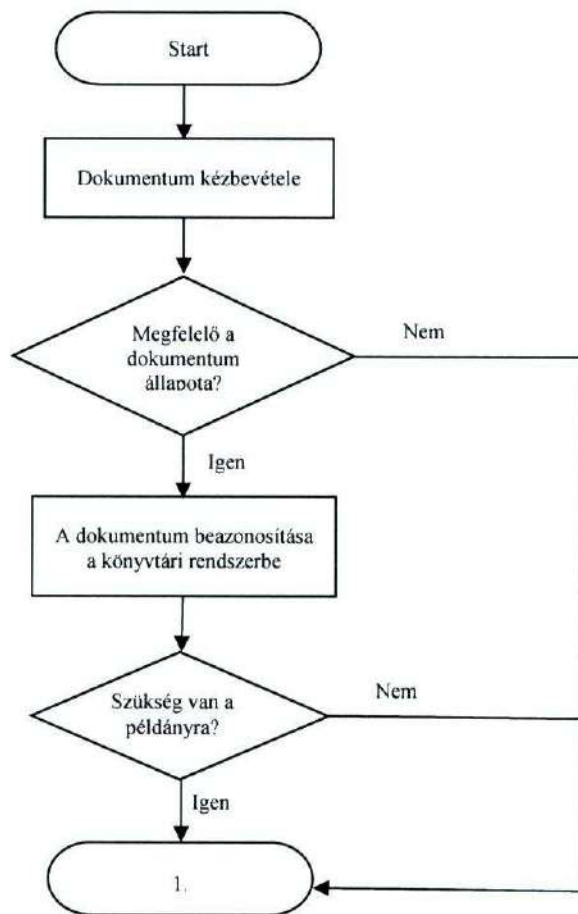 Start
Dokumentum kézbevétele
Megfelelő a
dokumentum
állapota?
Nem
Igen
A dokumentum beazonosítása
a könyvtári rendszerbe
Szükség van a
példányra?
Nem
Igen
1.